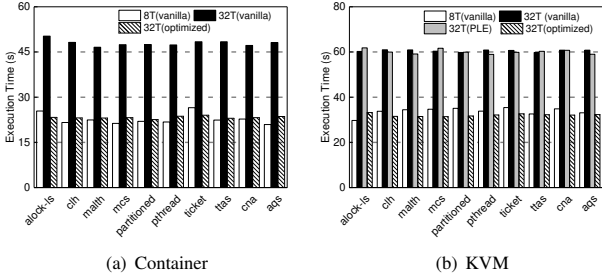 8T(vanilla) 32T(vanilla)
32T(optimized)
Execution Time (s)
60
45
30
15
0
alock-ls clh malth mcs partitioned pthread ticket ttas cna aqs
(a) Container
8T(vanilla) 32T (vanilla)
32T(PLE) 32T(optimized)
Execution Time (s)
80
60
40
20
0
alock-ls clh malth mcs partitioned pthread ticket ttas cna aqs
(b) KVM